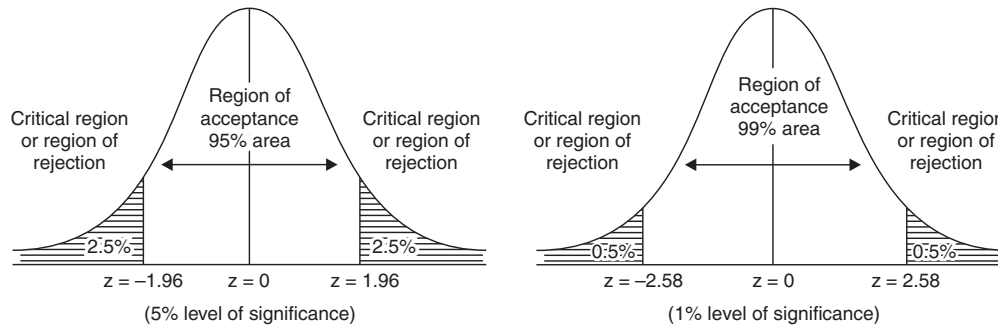 Critical region
or region of
rejection
Region of
acceptance
95% area
Critical region
or region of
rejection
2.5%
2.5%
z = –1.96
z = 0
z = 1.96
(5% level of significance)
Critical region
or region of
rejection
Region of
acceptance
99% area
Critical region
or region of
rejection
0.5%
0.5%
z = –2.58
z = 0
z = 2.58
(1% level of significance)